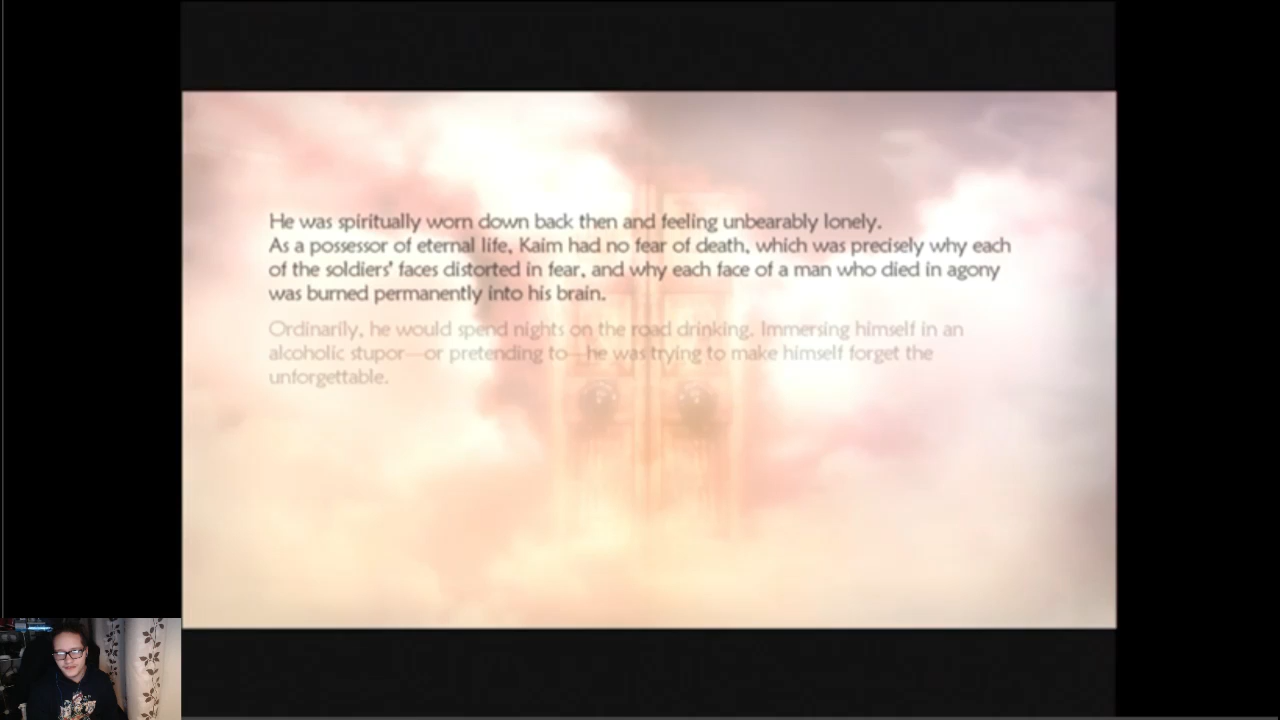 He was spiritually worn down back then and feeling unbearably lonely.
As a possessor of eternal life, Kaim had no fear of death, which was precisely why each
of the soldiers' faces distorted in fear, and why each face of a man who died in agony
was burned permanently into his brain.
Ordinarily, he would spend nights on the road drinking. Immersing himself in an
alcoholic stupor—or pretending to—he was trying to make himself forget the
unforgettable.